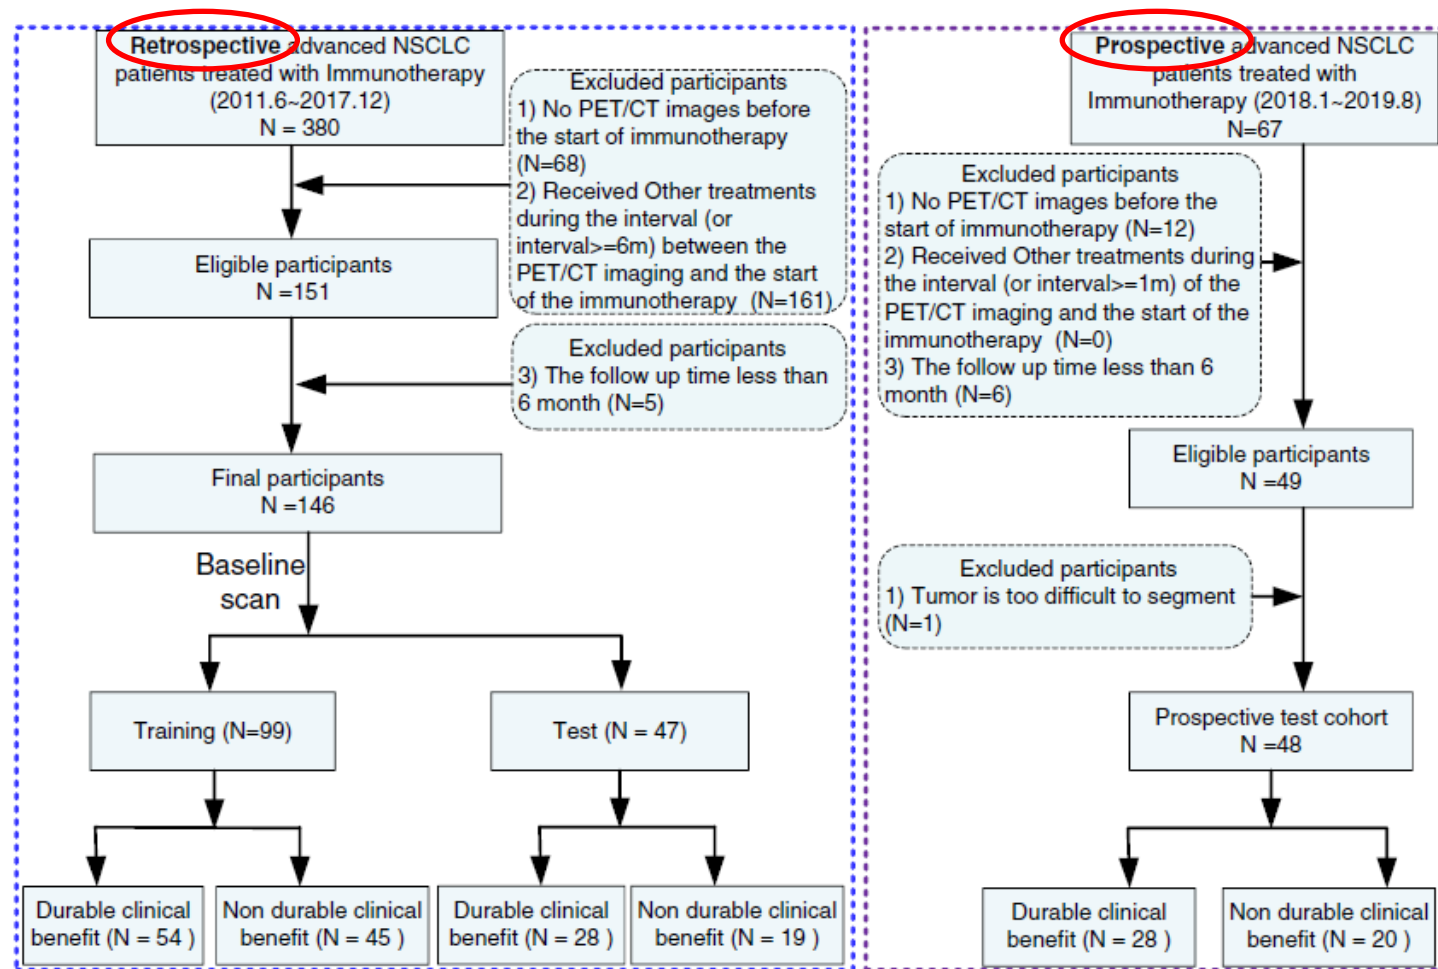 Retrospective advanced NSCLC
patients treated with Immunotherapy
(2011.6~2017.12)
N = 380
Excluded participants
1) No PET/CT images before
the start of immunotherapy
(N=68)
2) Received Other treatments
during the interval (or
interval>=6m) between the
PET/CT imaging and the start
of the immunotherapy (N=161)
Eligible participants
N =151
Excluded participants
3) The follow up time less than
6 month (N=5)
Final participants
N =146
Baseline
scan
Training (N=99)
Test (N = 47)
Durable clinical
benefit (N = 54 )
Non durable clinical
benefit (N = 45 )
Durable clinical
benefit (N = 28 )
Non durable clinical
benefit (N = 19 )
Prospective advanced NSCLC
patients treated with
Immunotherapy (2018.1~2019.8)
N=67
Excluded participants
1) No PET/CT images before the
start of immunotherapy (N=12)
2) Received Other treatments during
the interval (or interval>=1m) of the
PET/CT imaging and the start of the
immunotherapy (N=0)
3) The follow up time less than 6
month (N=6)
Eligible participants
N =49
Excluded participants
1) Tumor is too difficult to segment
(N=1)
Prospective test cohort
N =48
Durable clinical
benefit (N = 28 )
Non durable clinical
benefit (N = 20 )